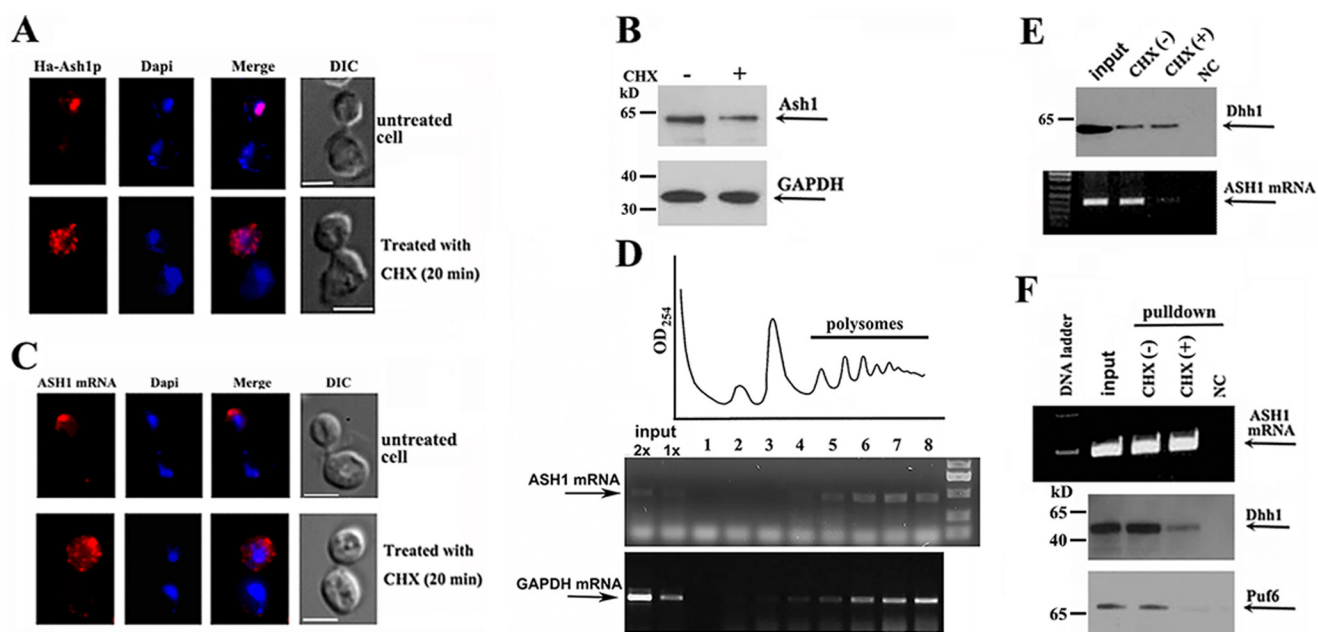 A
Ha-Ash1p Dapi Merge DIC
untreated
cell
Treated with
CHX (20 min)
B
CHX - +
kD
65
Ash1
40
GAPDH
30
C
ASH1 mRNA Dapi Merge DIC
untreated
cell
Treated with
CHX (20 min)
D
OD254
polysomes
input
2x 1x 1 2 3 4 5 6 7 8
ASH1 mRNA
GAPDH mRNA
E
input CHX (-) CHX (+) NC
65
Dhh1
ASH1 mRNA
F
pulldown
DNA ladder input CHX (-) CHX (+) NC
ASH1
mRNA
kD
65
Dhh1
40
Puf6
65